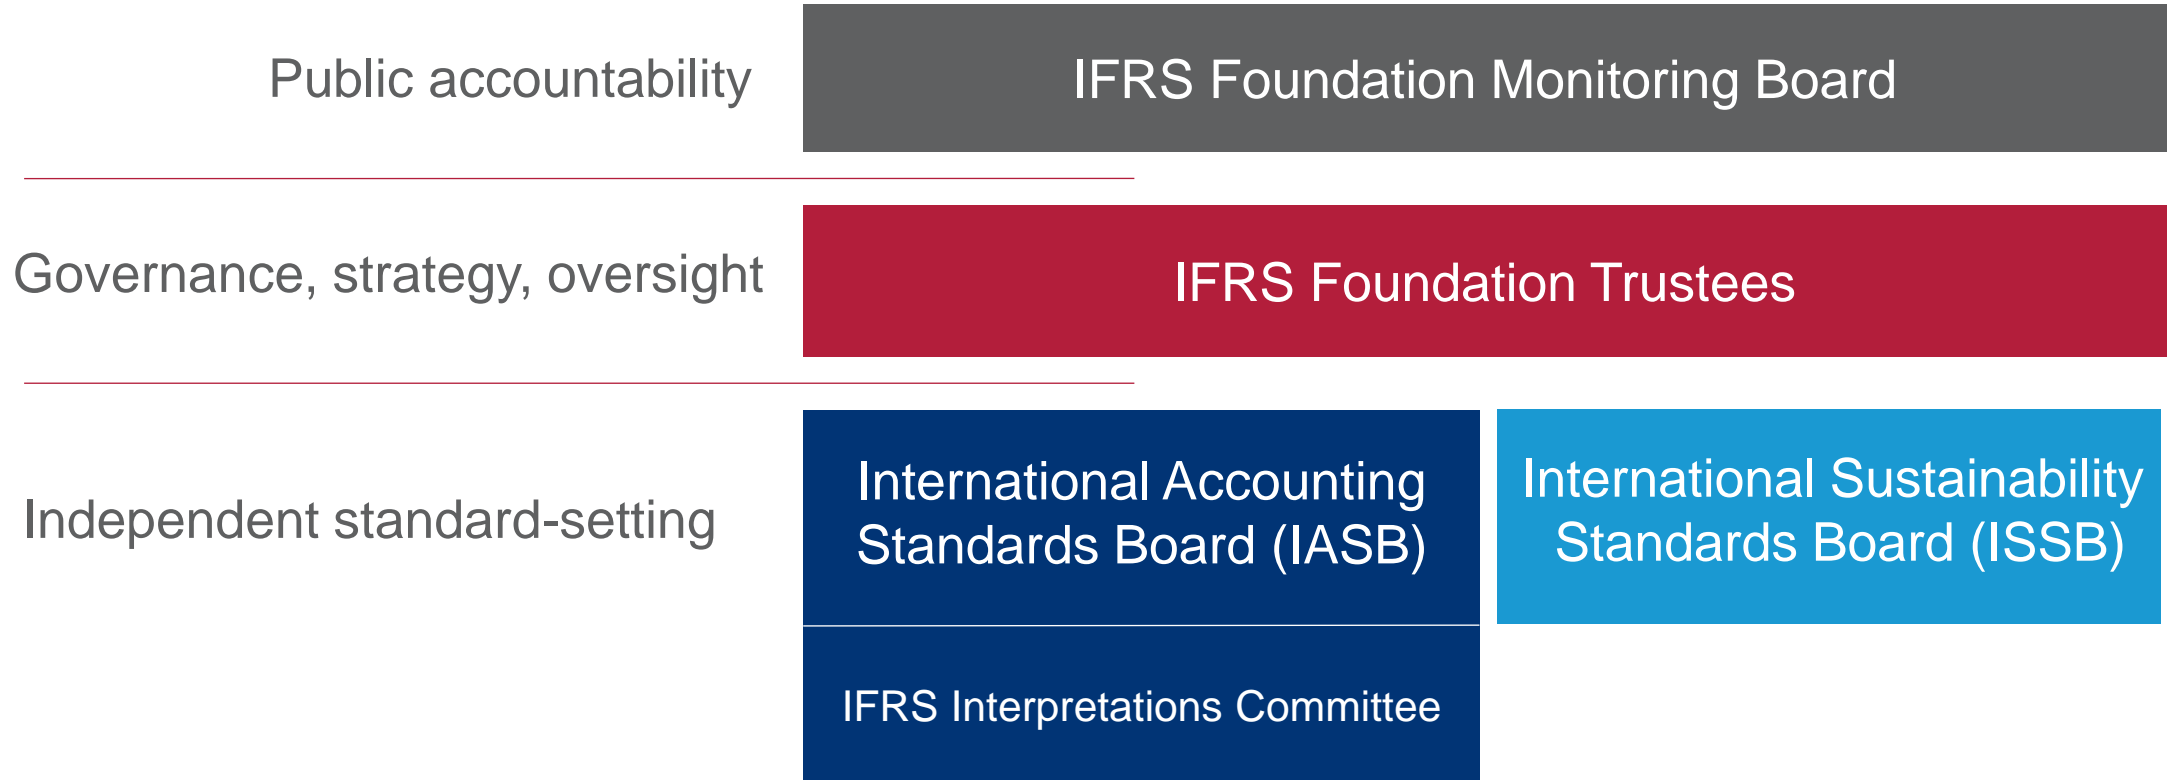 Public accountability
IFRS Foundation Monitoring Board
Governance, strategy, oversight
IFRS Foundation Trustees
Independent standard-setting
International Accounting
Standards Board (IASB)
International Sustainability
Standards Board (ISSB)
IFRS Interpretations Committee